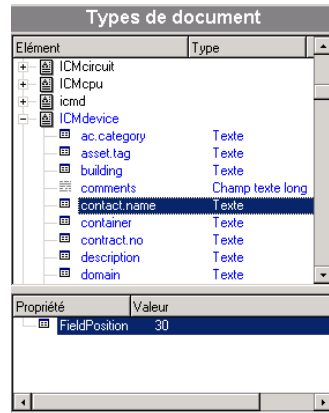 Types de document
Elément Type
ICMcircuit
ICMcpu
icmd
ICMdevice
ac.category Texte
asset.tag Texte
building Texte
comments Champ texte long
contact.name Texte
container Texte
contract.no Texte
description Texte
domain Texte
Propriété Valeur
FieldPosition 30